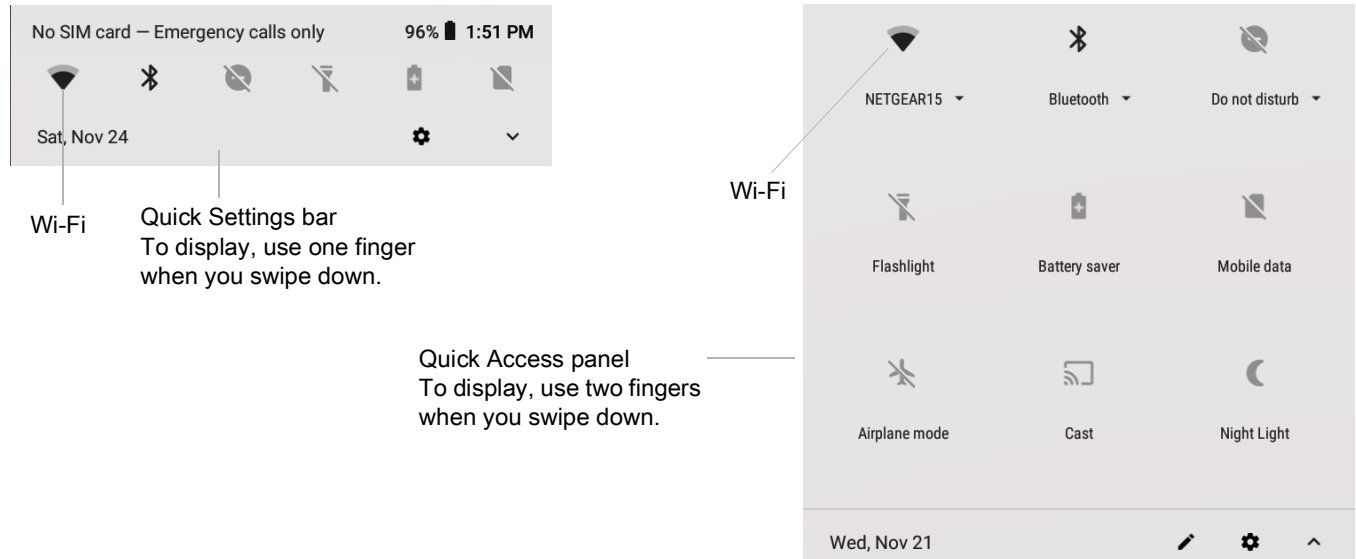 No SIM card — Emergency calls only 96% 1:51 PM
Sat, Nov 24
Wi-Fi
Quick Settings bar
To display, use one finger
when you swipe down.
NETGEAR15 Bluetooth Do not disturb
Wi-Fi
Flashlight Battery saver Mobile data
Quick Access panel
To display, use two fingers
when you swipe down.
Airplane mode Cast Night Light
Wed, Nov 21